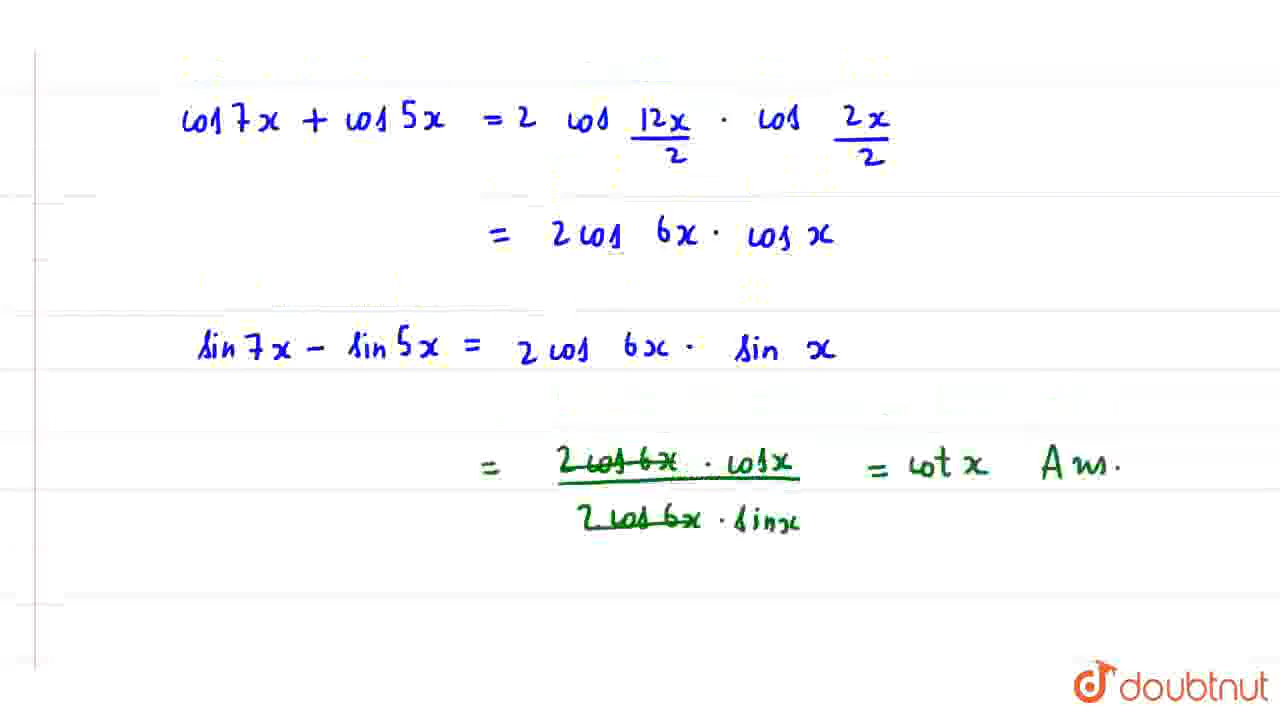 cos 7x + cos 5x = 2 cos 12x/2 · cos 2x/2
= 2 cos 6x · cos x
sin 7x - sin 5x = 2 cos 6x · sin x
= 2 cos 6x · cos x / 2 cos 6x · sin x = cot x Ans.
doubtnut